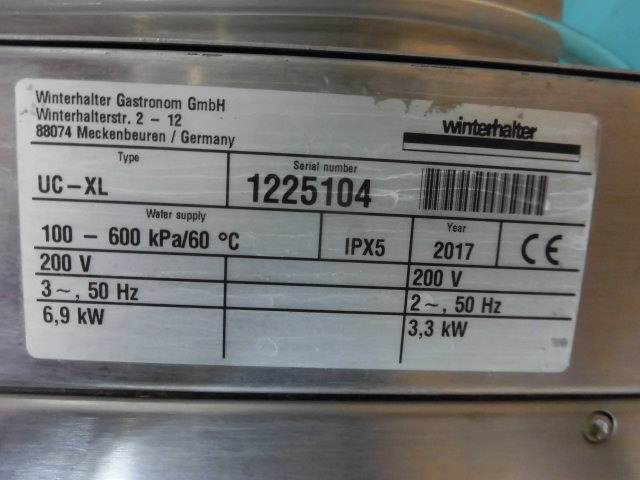 Winterhalter Gastronom GmbH
Winterhalterstr. 2 – 12
88074 Meckenbeuren / Germany
winterhalter
Type
UC–XL
Serial number
1225104
Water supply
100 – 600 kPa/60 °C
IPX5
Year
2017
CE
200 V
3~, 50 Hz
6,9 kW
200 V
2~, 50 Hz
3,3 kW